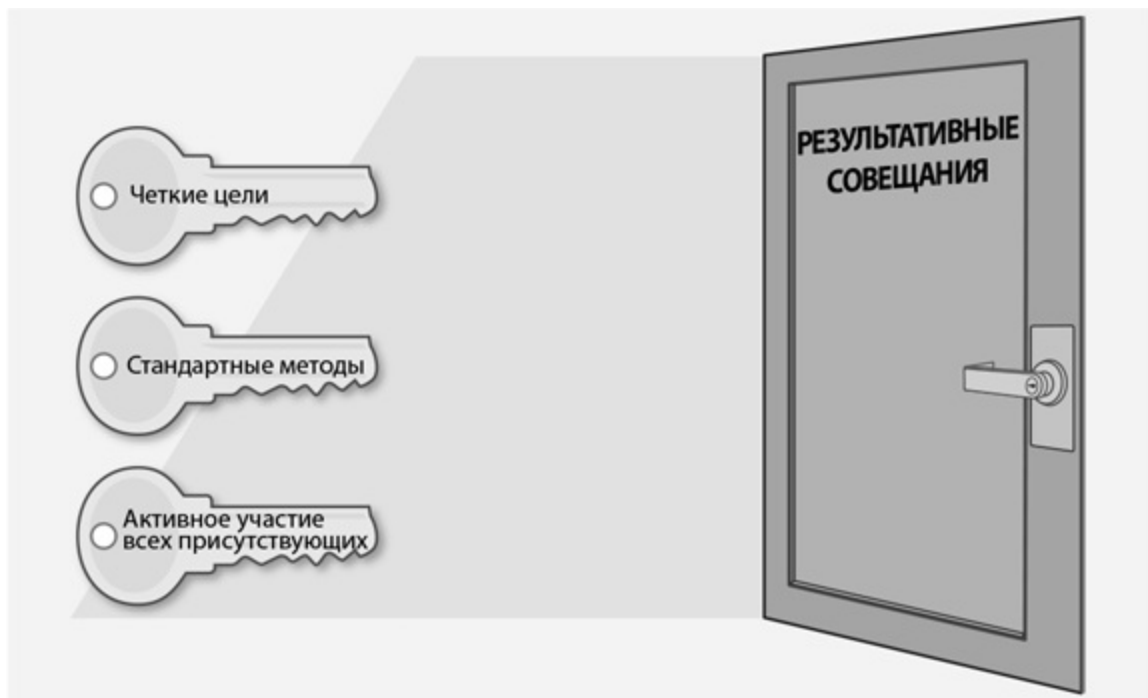 Четкие цели
Стандартные методы
Активное участие
всех присутствующих
РЕЗУЛЬТАТИВНЫЕ
СОВЕЩАНИЯ